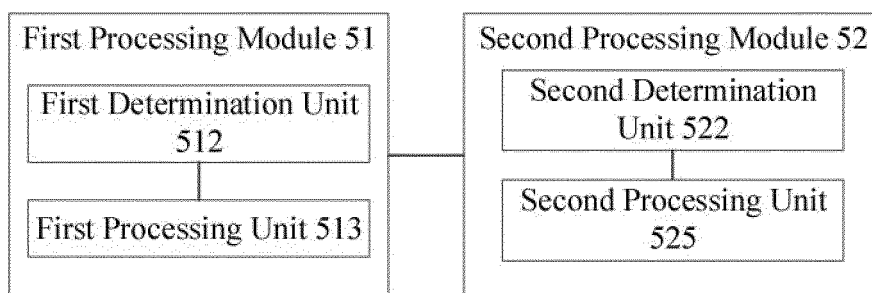 First Processing Module 51
First Determination Unit
512
First Processing Unit 513
Second Processing Module 52
Second Determination
Unit 522
Second Processing Unit
525